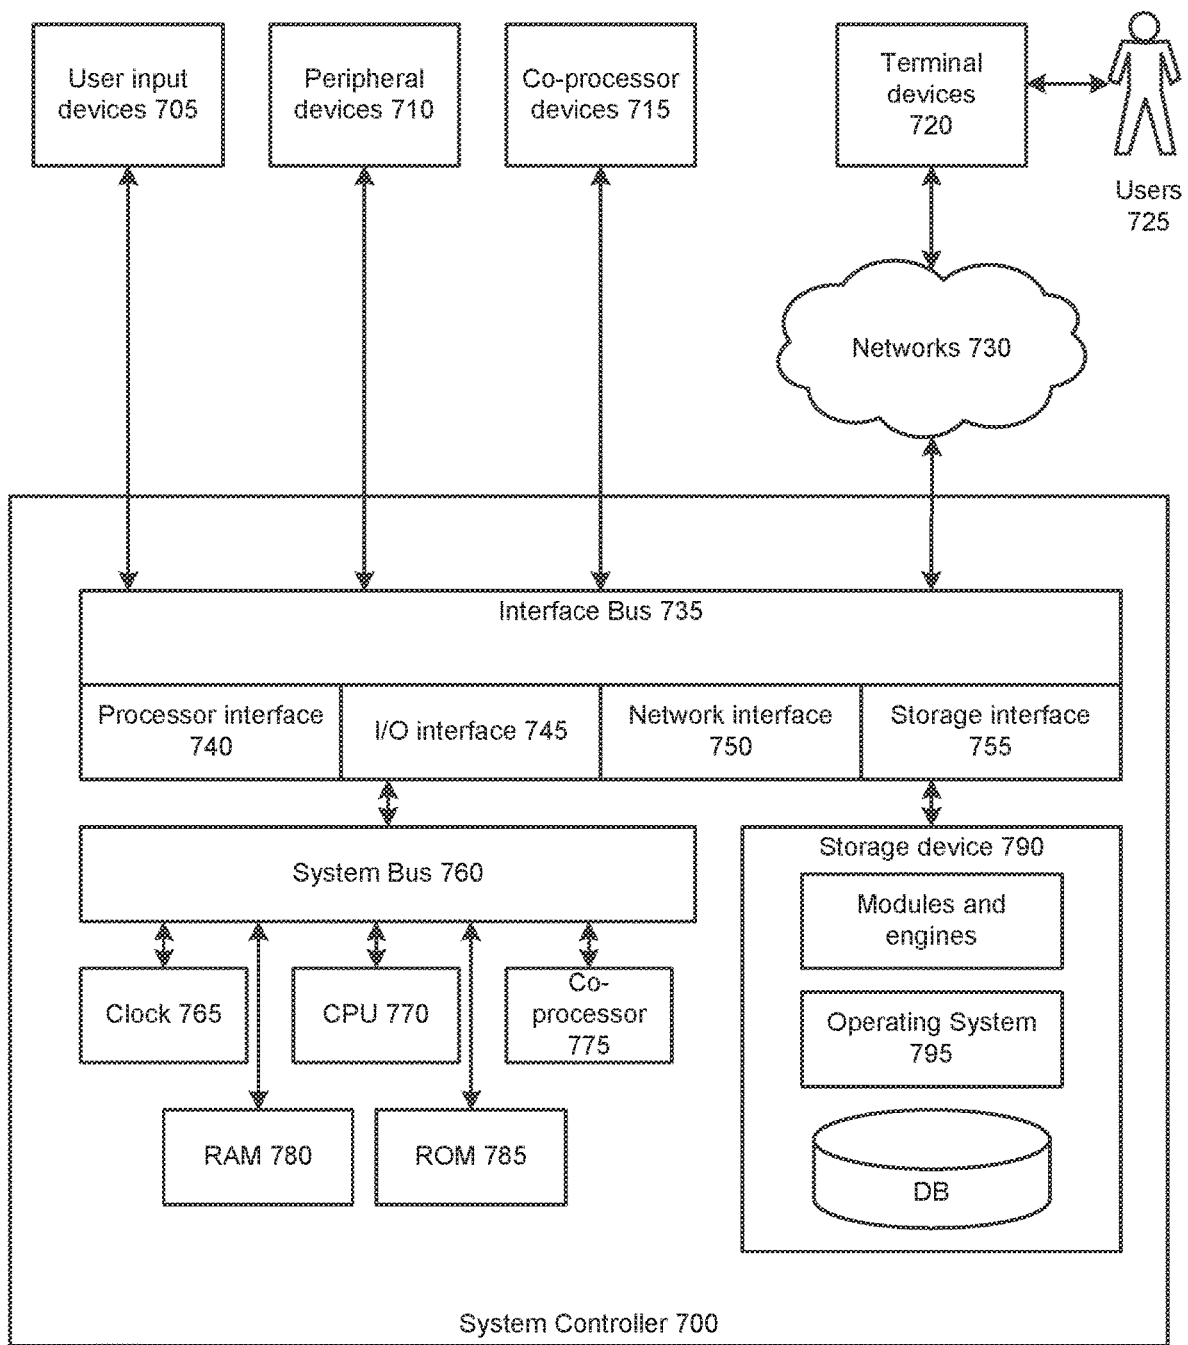 User input
devices 705
Peripheral
devices 710
Co-processor
devices 715
Terminal
devices
720
Users
725
Networks 730
Interface Bus 735
Processor interface
740
I/O interface 745
Network interface
750
Storage interface
755
System Bus 760
Storage device 790
Modules and
engines
Clock 765
CPU 770
Co-
processor
775
Operating System
795
RAM 780
ROM 785
DB
System Controller 700